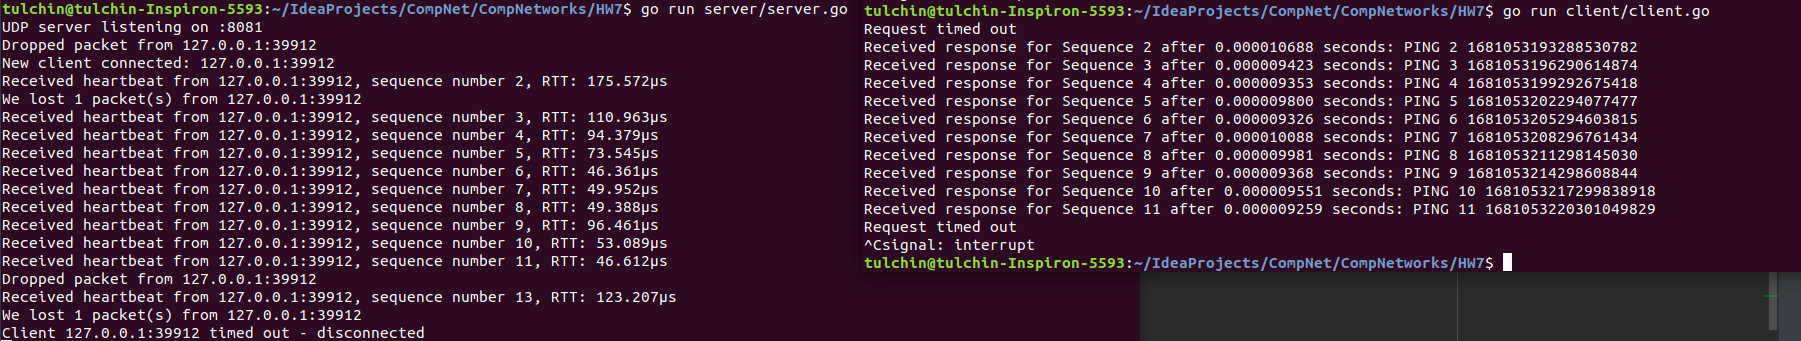 tulchin@tulchin-Inspiron-5593:~/IdeaProjects/CompNet/CompNetworks/HW7$ go run server/server.go
UDP server listening on :8081
Dropped packet from 127.0.0.1:39912
New client connected: 127.0.0.1:39912
Received heartbeat from 127.0.0.1:39912, sequence number 2, RTT: 175.572µs
We lost 1 packet(s) from 127.0.0.1:39912
Received heartbeat from 127.0.0.1:39912, sequence number 3, RTT: 110.963µs
Received heartbeat from 127.0.0.1:39912, sequence number 4, RTT: 94.379µs
Received heartbeat from 127.0.0.1:39912, sequence number 5, RTT: 73.545µs
Received heartbeat from 127.0.0.1:39912, sequence number 6, RTT: 46.361µs
Received heartbeat from 127.0.0.1:39912, sequence number 7, RTT: 49.952µs
Received heartbeat from 127.0.0.1:39912, sequence number 8, RTT: 49.388µs
Received heartbeat from 127.0.0.1:39912, sequence number 9, RTT: 96.461µs
Received heartbeat from 127.0.0.1:39912, sequence number 10, RTT: 53.089µs
Received heartbeat from 127.0.0.1:39912, sequence number 11, RTT: 46.612µs
Dropped packet from 127.0.0.1:39912
Received heartbeat from 127.0.0.1:39912, sequence number 13, RTT: 123.207µs
We lost 1 packet(s) from 127.0.0.1:39912
Client 127.0.0.1:39912 timed out - disconnected
tulchin@tulchin-Inspiron-5593:~/IdeaProjects/CompNet/CompNetworks/HW7$ go run client/client.go
Request timed out
Received response for Sequence 2 after 0.000010688 seconds: PING 2 1681053193288530782
Received response for Sequence 3 after 0.000009423 seconds: PING 3 1681053196290614874
Received response for Sequence 4 after 0.000009353 seconds: PING 4 1681053199292675418
Received response for Sequence 5 after 0.000009800 seconds: PING 5 1681053202294077477
Received response for Sequence 6 after 0.000009326 seconds: PING 6 1681053205294603815
Received response for Sequence 7 after 0.000010088 seconds: PING 7 1681053208296761434
Received response for Sequence 8 after 0.000009981 seconds: PING 8 1681053211298145030
Received response for Sequence 9 after 0.000009368 seconds: PING 9 1681053214298608844
Received response for Sequence 10 after 0.000009551 seconds: PING 10 1681053217299838918
Received response for Sequence 11 after 0.000009259 seconds: PING 11 1681053220301049829
Request timed out
^Csignal: interrupt
tulchin@tulchin-Inspiron-5593:~/IdeaProjects/CompNet/CompNetworks/HW7$